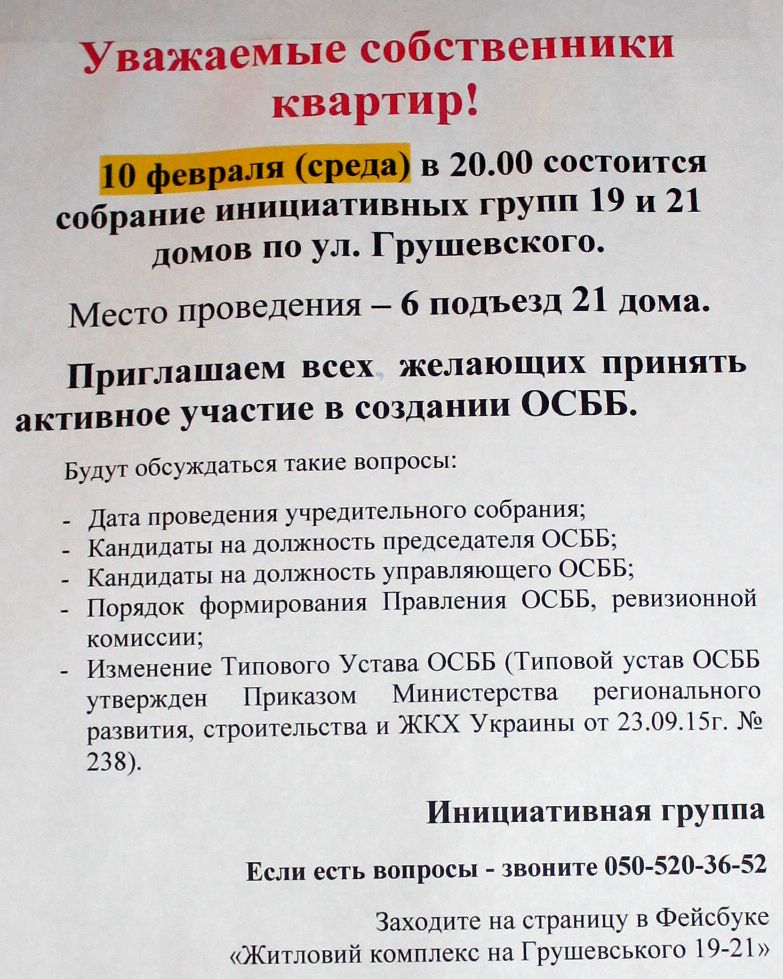 Уважаемые собственники
квартир!
10 февраля (среда) в 20.00 состоится
собрание инициативных групп 19 и 21
домов по ул. Грушевского.
Место проведения – 6 подъезд 21 дома.
Приглашаем всех, желающих принять
активное участие в создании ОСББ.
Будут обсуждаться такие вопросы:
- Дата проведения учредительного собрания;
- Кандидаты на должность председателя ОСББ;
- Кандидаты на должность управляющего ОСББ;
- Порядок формирования Правления ОСББ, ревизионной
комиссии;
- Изменение Типового Устава ОСББ (Типовой устав ОСББ
утвержден Приказом Министерства регионального
развития, строительства и ЖКХ Украины от 23.09.15г. №
238).
Инициативная группа
Если есть вопросы - звоните 050-520-36-52
Заходите на страницу в Фейсбуке
«Житловий комплекс на Грушевського 19-21»